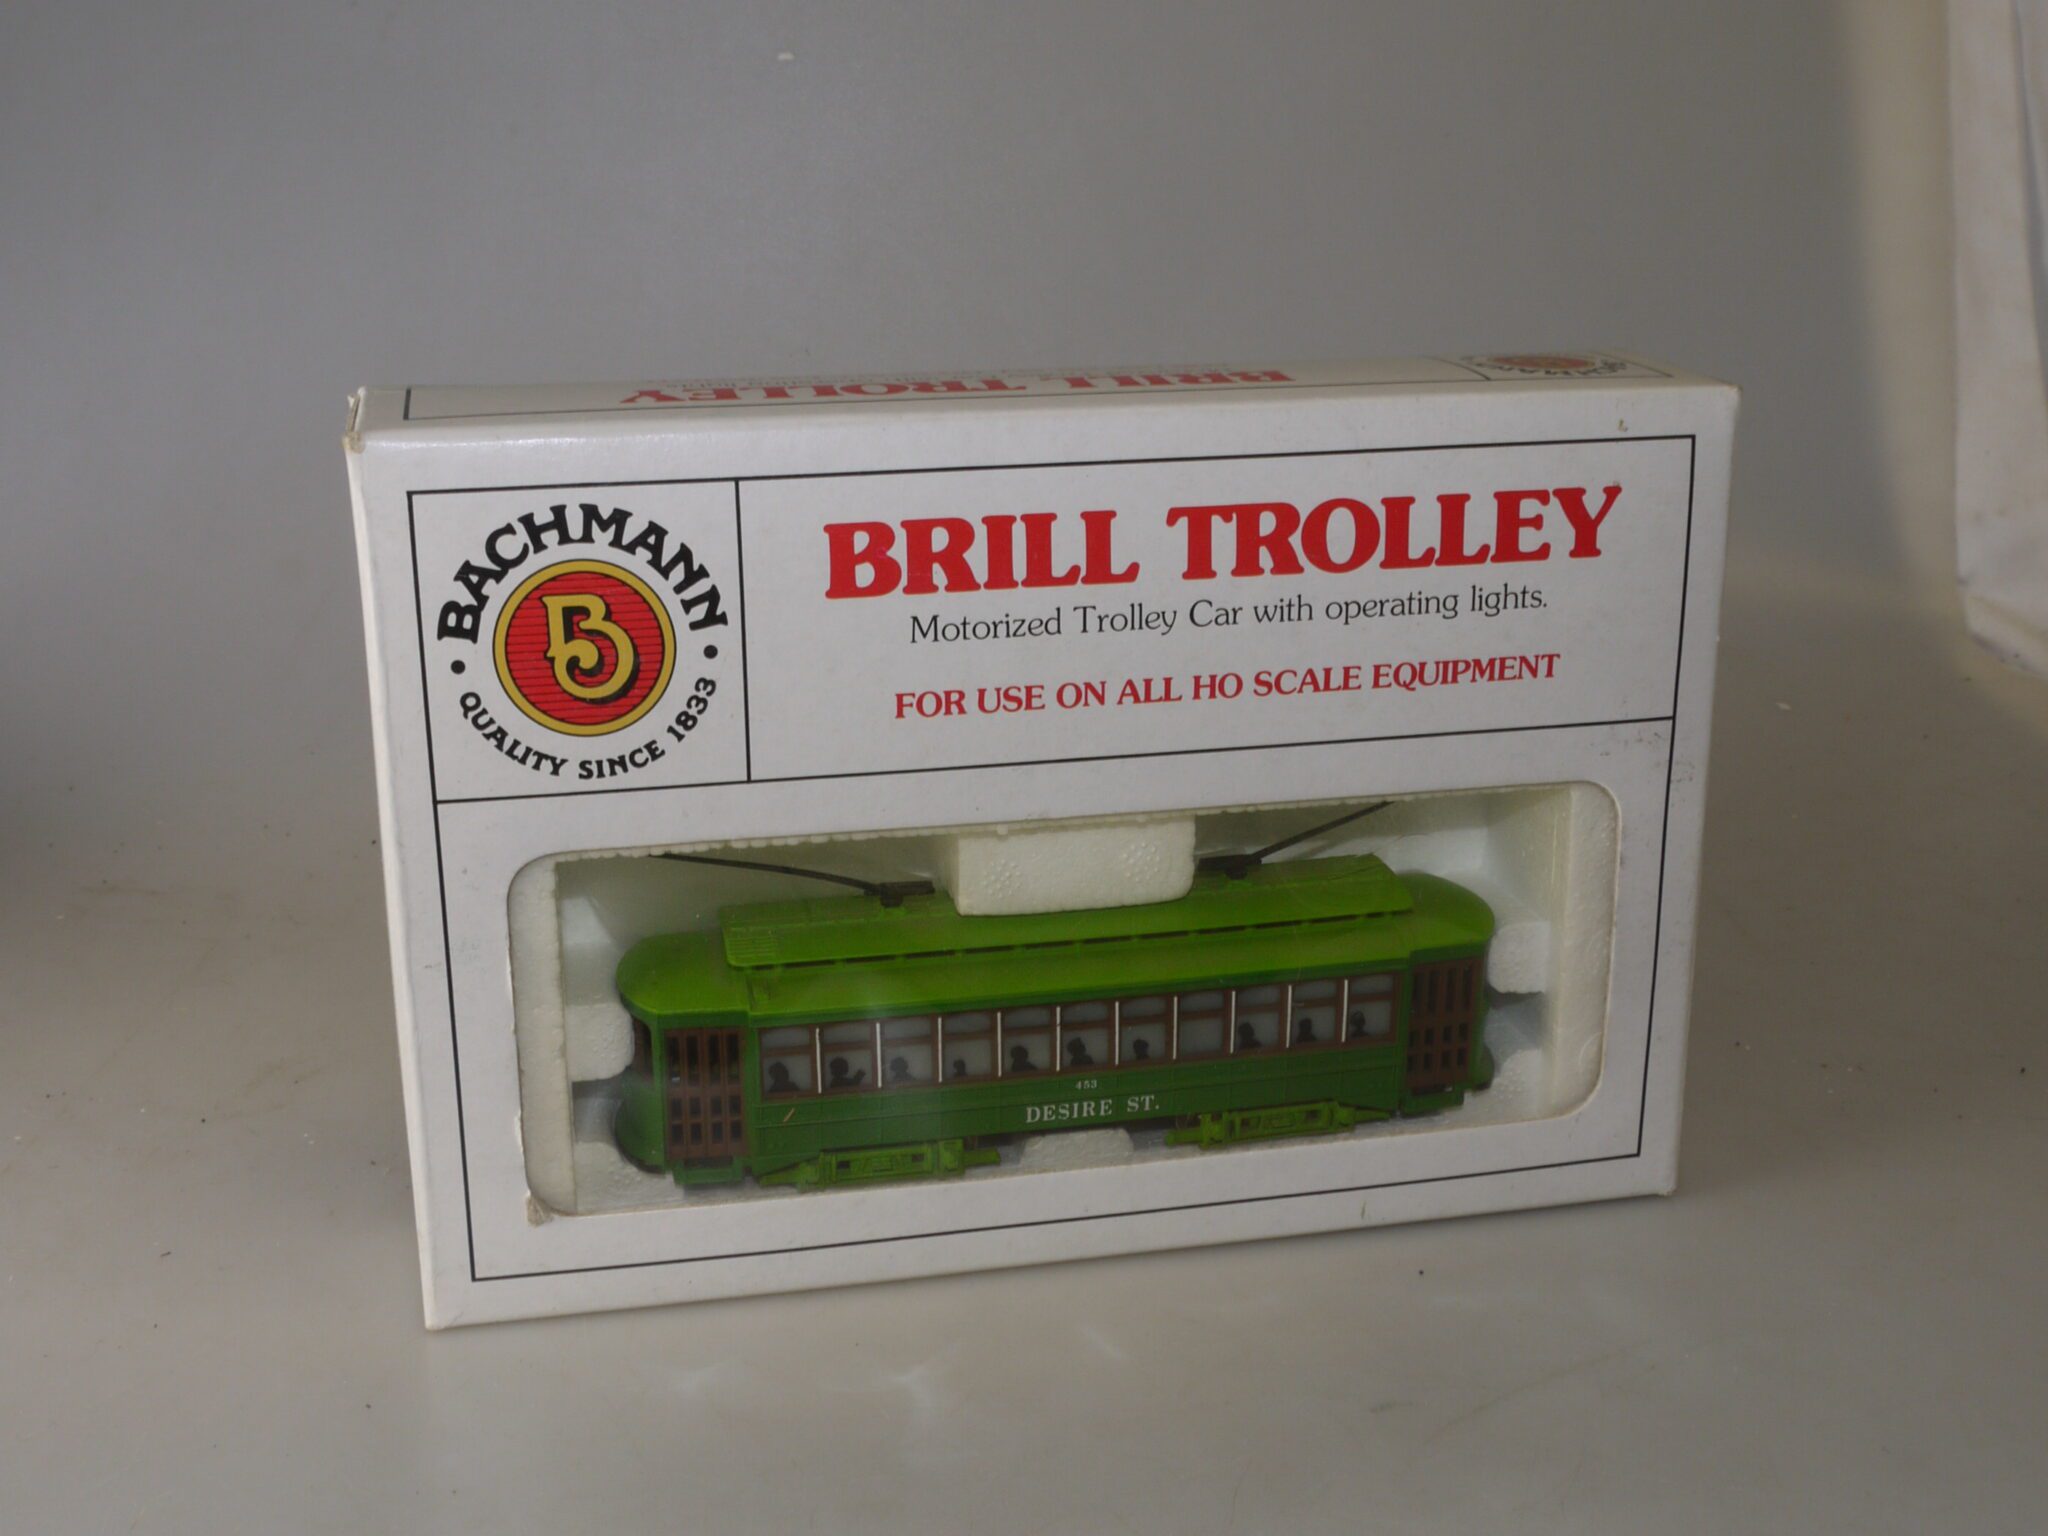 BRILL TROLLEY
BACHMANN
B
• QUALITY SINCE 1833 •
BRILL TROLLEY
Motorized Trolley Car with operating lights.
FOR USE ON ALL HO SCALE EQUIPMENT
453
DESIRE ST.